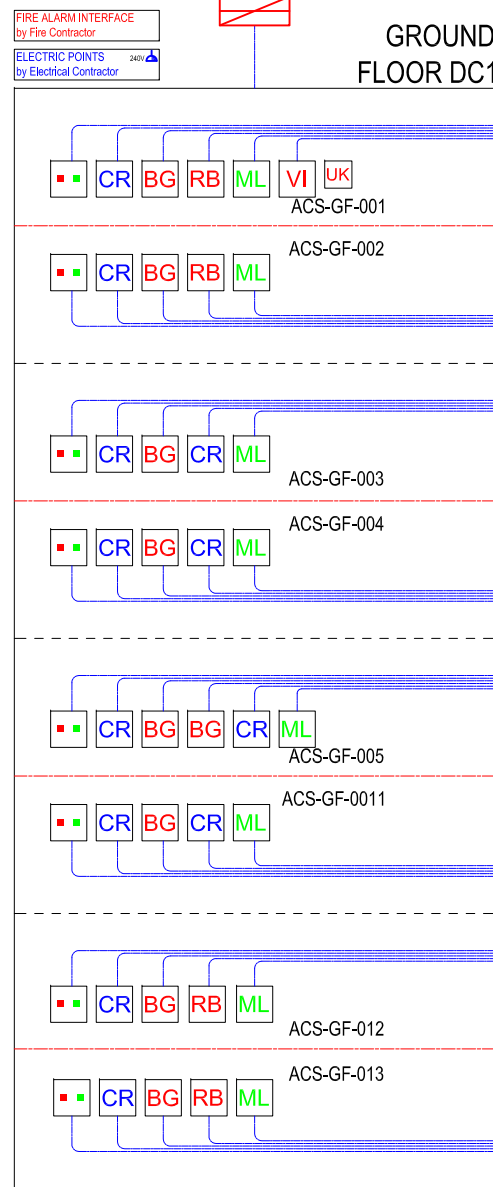 FIRE ALARM INTERFACE
by Fire Contractor
ELECTRIC POINTS 240V
by Electrical Contractor
GROUND
FLOOR DC1
CR BG RB ML VI UK
ACS-GF-001
ACS-GF-002
CR BG RB ML
CR BG CR ML
ACS-GF-003
ACS-GF-004
CR BG CR ML
CR BG BG CR ML
ACS-GF-005
ACS-GF-0011
CR BG CR ML
CR BG RB ML
ACS-GF-012
ACS-GF-013
CR BG RB ML